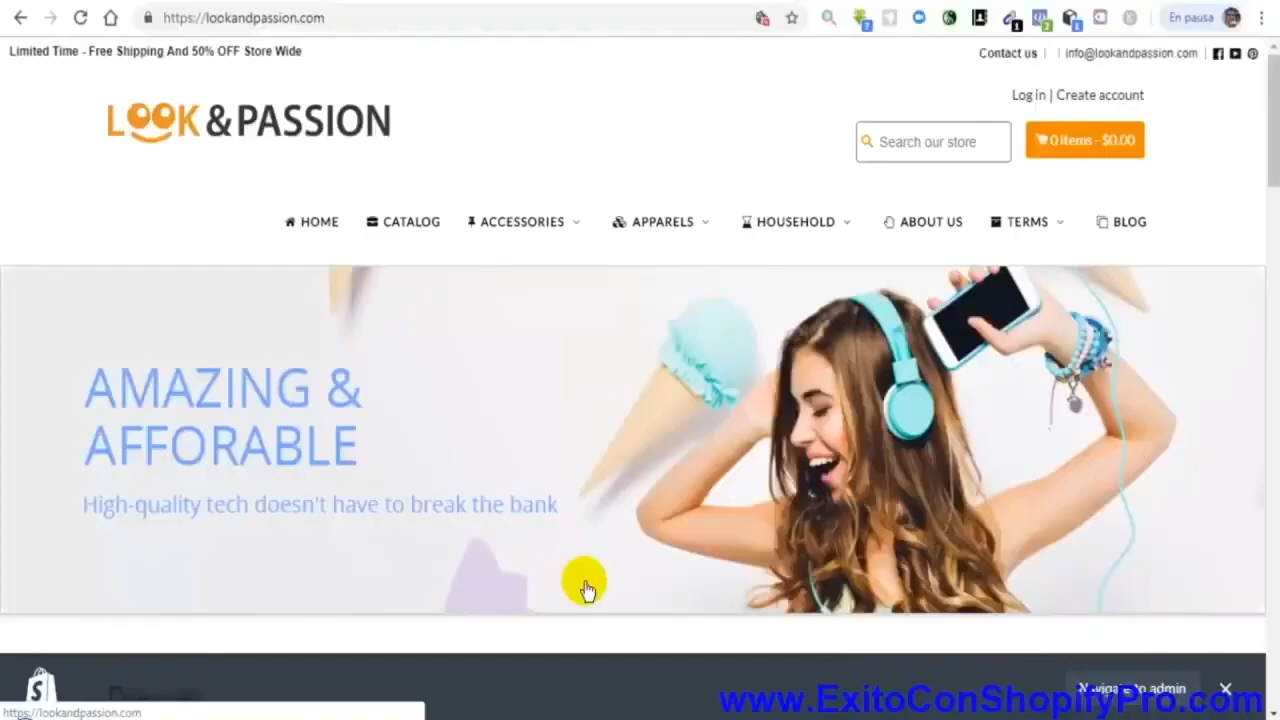 https://lookandpassion.com
En pausa
Limited Time - Free Shipping And 50% OFF Store Wide
Contact us | | info@lookandpassion.com |
Log in | Create account
LOOK & PASSION
Search our store
0 items - $0.00
HOME CATALOG ACCESSORIES APPARELS HOUSEHOLD ABOUT US TERMS BLOG
AMAZING &
AFFORABLE
High-quality tech doesn't have to break the bank
Navigate to admin
www.ExitoConShopifyPro.com
https://lookandpassion.com